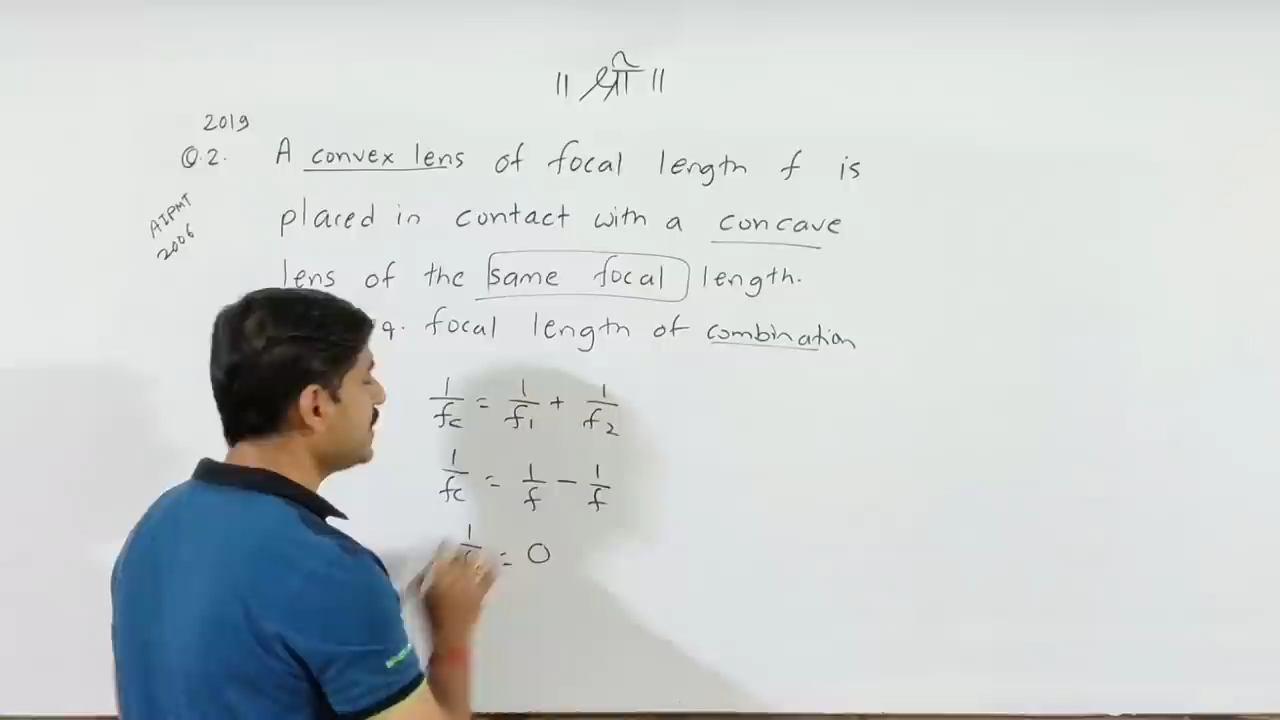 ॥ श्री ॥
2019
Q.2. A convex lens of focal length f is
AIPMT 2006
placed in contact with a concave
lens of the same focal length.
q. focal length of combination
1/fc = 1/f1 + 1/f2
1/fc = 1/f - 1/f
1/ = 0